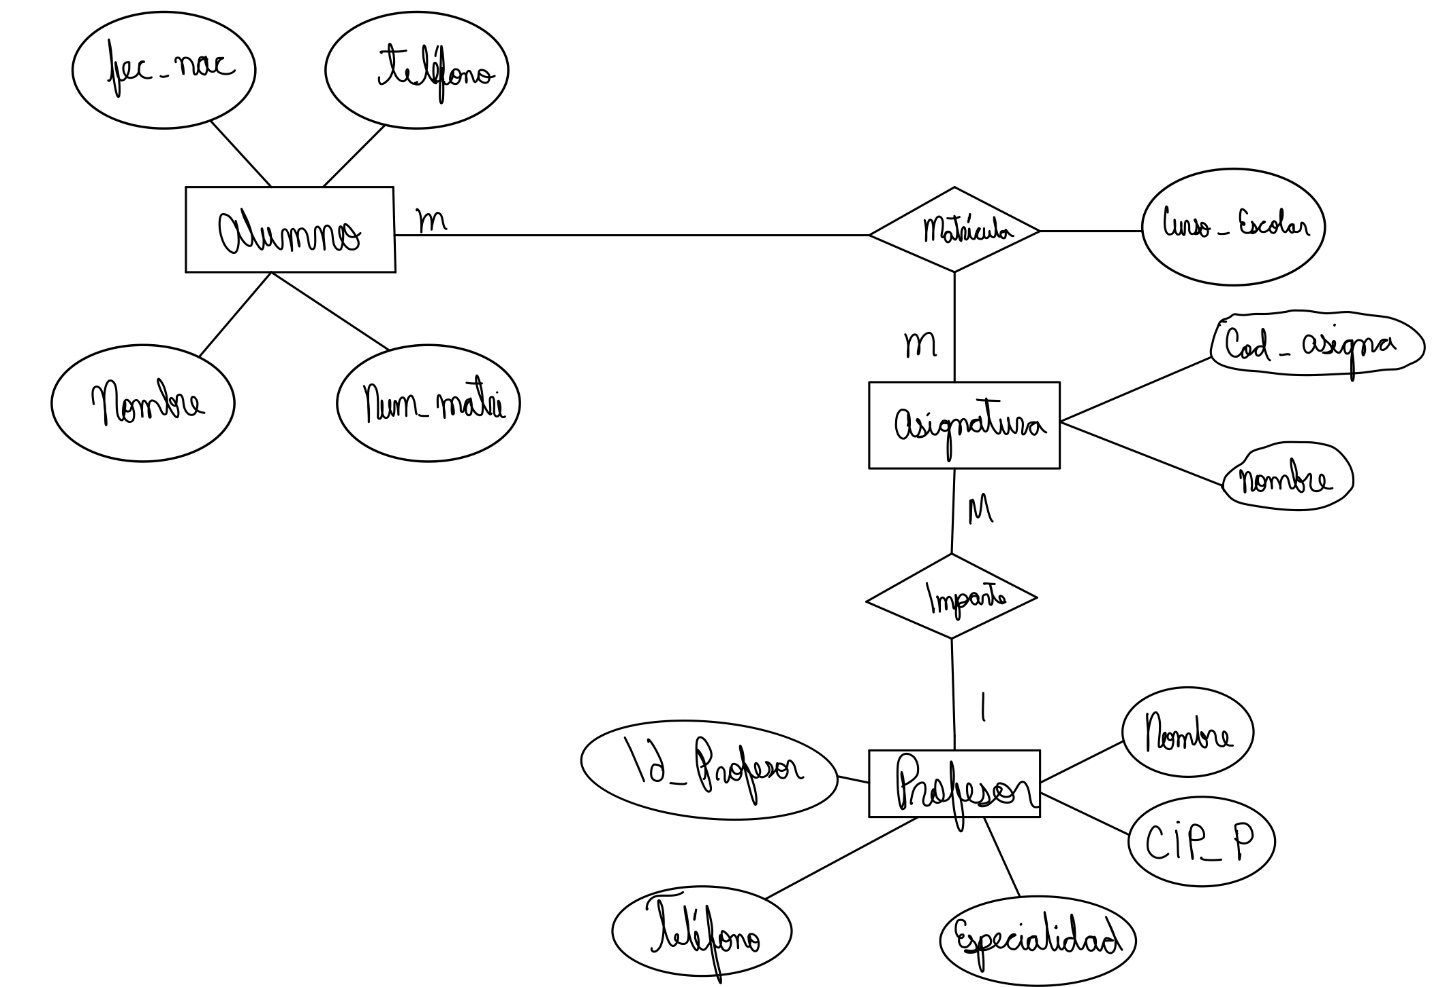 fec_nac
teléfono
Alumno
m
Matrícula
Curso_Escolar
Nombre
Num_matri
m
Cod_asigna
Asignatura
nombre
M
Imparte
1
Nombre
Id_Profesor
Profesor
CIP_P
Teléfono
Especialidad